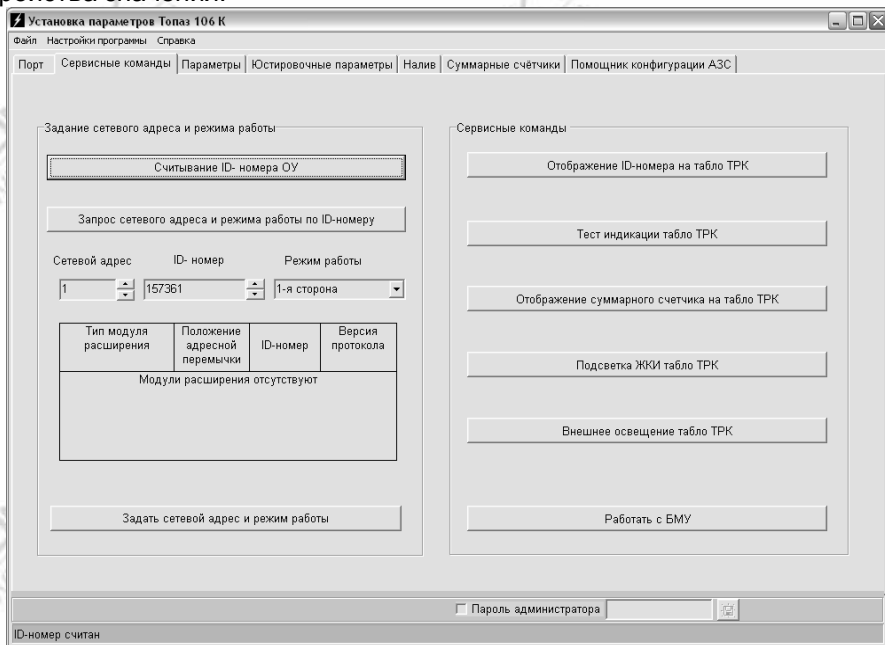 Установка параметров Топаз 106 К
Файл Настройки программы Справка
Порт Сервисные команды Параметры Юстировочные параметры Налив Суммарные счётчики Помощник конфигурации АЗС
Задание сетевого адреса и режима работы
Считывание ID- номера ОУ
Запрос сетевого адреса и режима работы по ID-номеру
Сетевой адрес ID- номер Режим работы
1 157361 1-я сторона
Тип модуля расширения Положение адресной перемычки ID-номер Версия протокола
Модули расширения отсутствуют
Задать сетевой адрес и режим работы
Сервисные команды
Отображение ID-номера на табло ТРК
Тест индикации табло ТРК
Отображение суммарного счетчика на табло ТРК
Подсветка ЖКИ табло ТРК
Внешнее освещение табло ТРК
Работать с БМУ
Пароль администратора
ID-номер считан